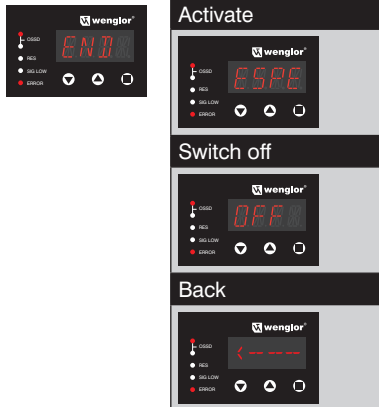 wenglor®
OSSD
END
RES
SIG LOW
ERROR
Activate
wenglor®
OSSD
ESPE
RES
SIG LOW
ERROR
Switch off
wenglor®
OSSD
OFF
RES
SIG LOW
ERROR
Back
wenglor®
OSSD
<-----
RES
SIG LOW
ERROR